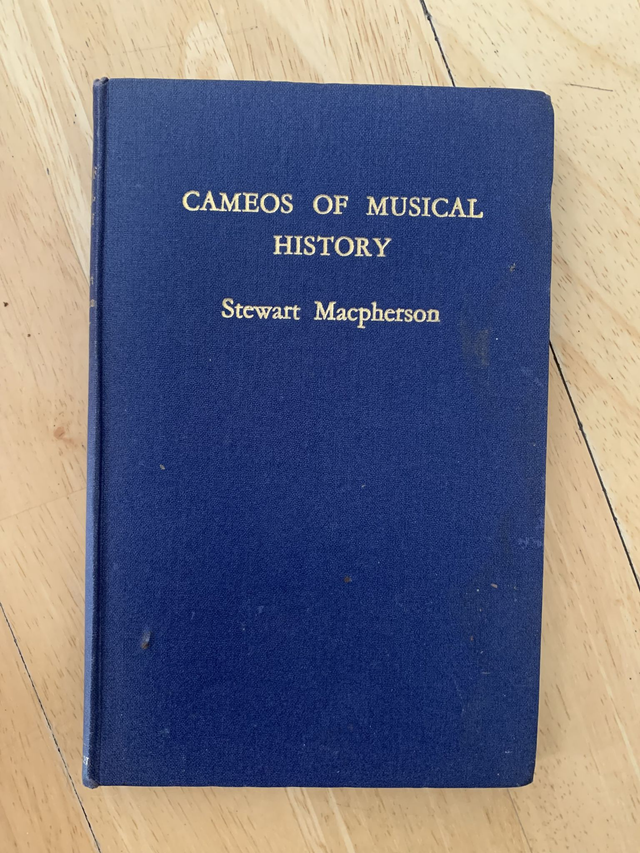 CAMEOS OF MUSICAL
HISTORY
Stewart Macpherson